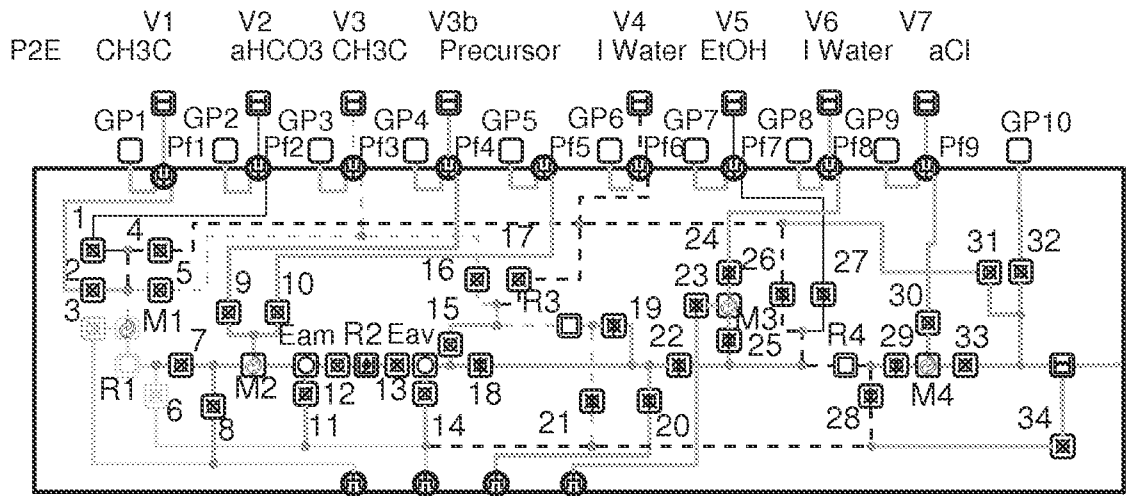 V1 V2 V3 V3b V4 V5 V6 V7
P2E CH3C aHCO3 CH3C Precursor I Water EtOH I Water aCl
GP1 GP2 GP3 GP4 GP5 GP6 GP7 GP8 GP9 GP10
Pf1 Pf2 Pf3 Pf4 Pf5 Pf6 Pf7 Pf8 Pf9
1 4 17 24
2 5 16 23 26 27 31 32
3 9 10 R3 30
M1 15 19 M3
7 Eam R2 Eav 22 25 R4 29 33
R1 M2 12 13 18 M4
6 8 11 14 21 20 28 34